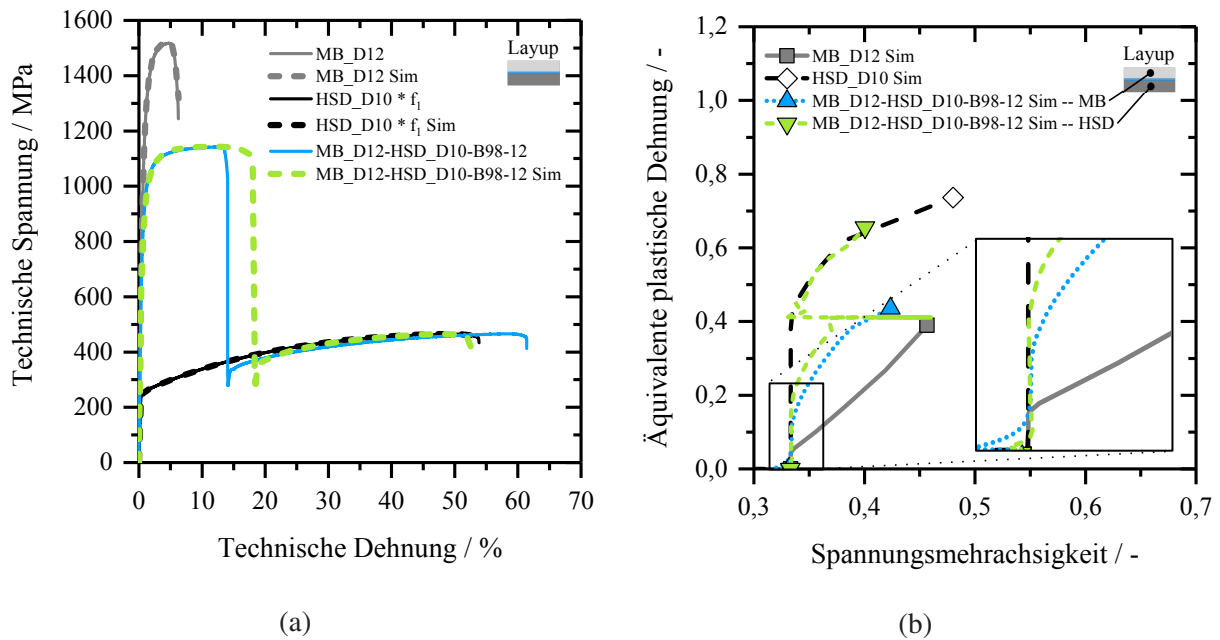 1600
1400
1200
1000
800
600
400
200
0
Technische Spannung / MPa
MB_D12
MB_D12 Sim
HSD_D10 * f1
HSD_D10 * f1 Sim
MB_D12-HSD_D10-B98-12
MB_D12-HSD_D10-B98-12 Sim
Layup
0 10 20 30 40 50 60 70
Technische Dehnung / %
(a)
1,2
1,0
0,8
0,6
0,4
0,2
0,0
Äquivalente plastische Dehnung / -
MB_D12 Sim
HSD_D10 Sim
MB_D12-HSD_D10-B98-12 Sim -- MB
MB_D12-HSD_D10-B98-12 Sim -- HSD
Layup
0,3 0,4 0,5 0,6 0,7
Spannungsmehrachsigkeit / -
(b)